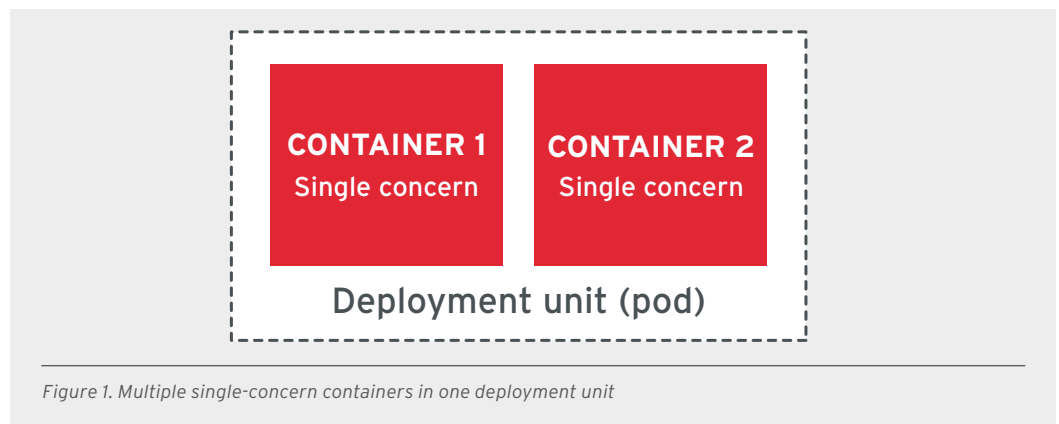 CONTAINER 1
Single concern
CONTAINER 2
Single concern
Deployment unit (pod)
Figure 1. Multiple single-concern containers in one deployment unit